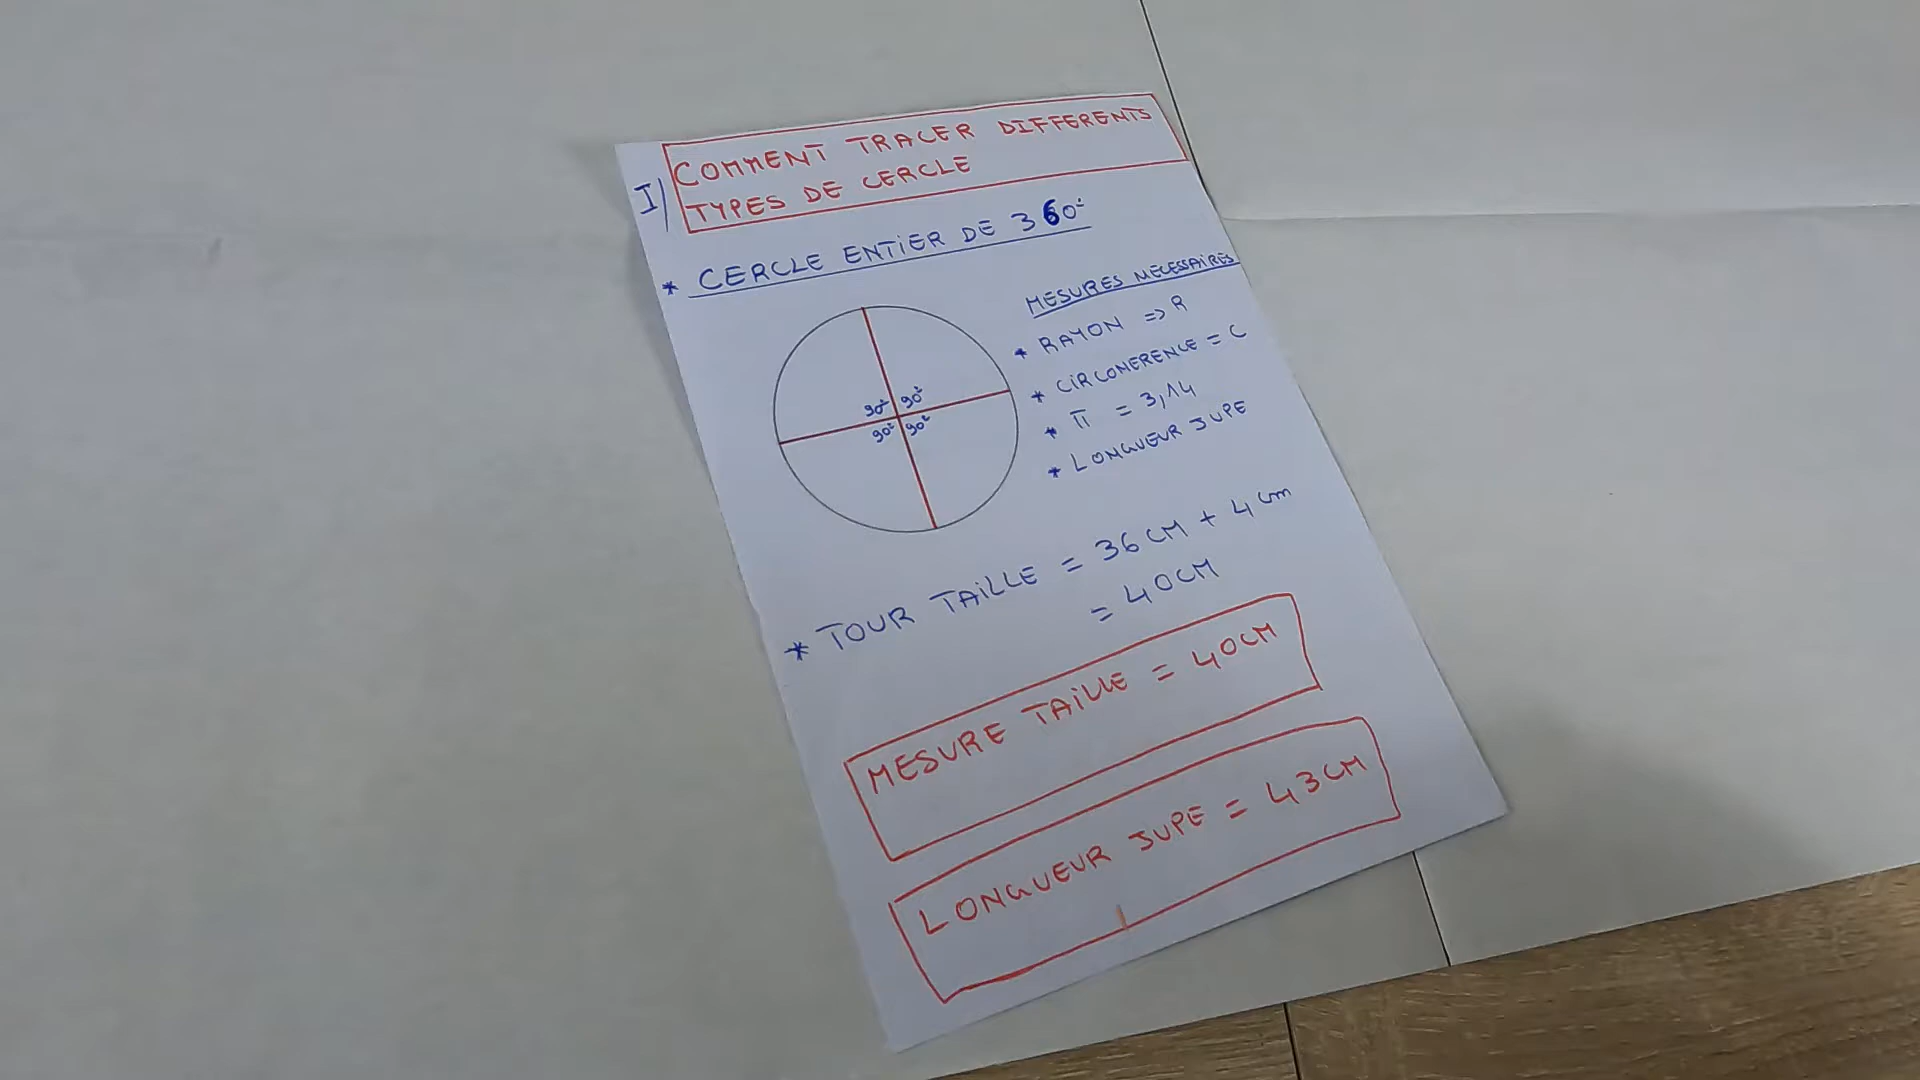 I) COMMENT TRACER DIFFERENTS
TYPES DE CERCLE
* CERCLE ENTIER DE 360°
MESURES NECESSAIRES
* RAYON => R
* CIRCONERENCE = C
* π = 3,14
* LONGUEUR JUPE
90° 90°
90° 90°
* TOUR TAILLE = 36 CM + 4 cm
= 40CM
MESURE TAILLE = 40CM
LONGUEUR JUPE = 43CM